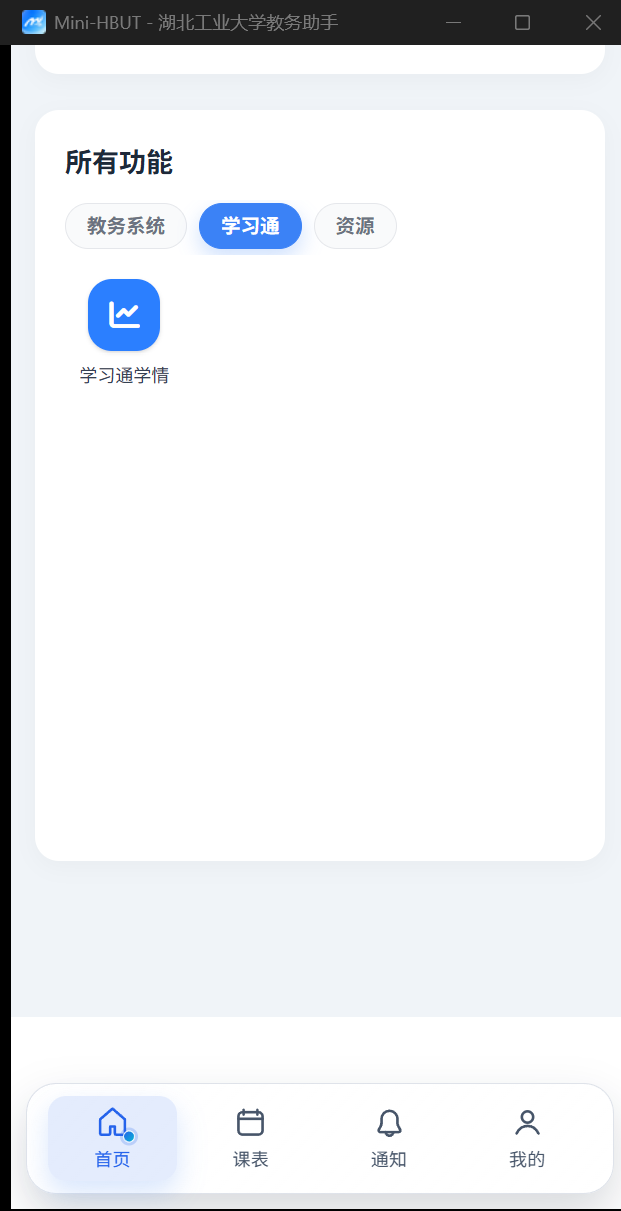 Mini-HBUT - 湖北工业大学教务助手
所有功能
教务系统 学习通 资源
学习通学情
首页 课表 通知 我的